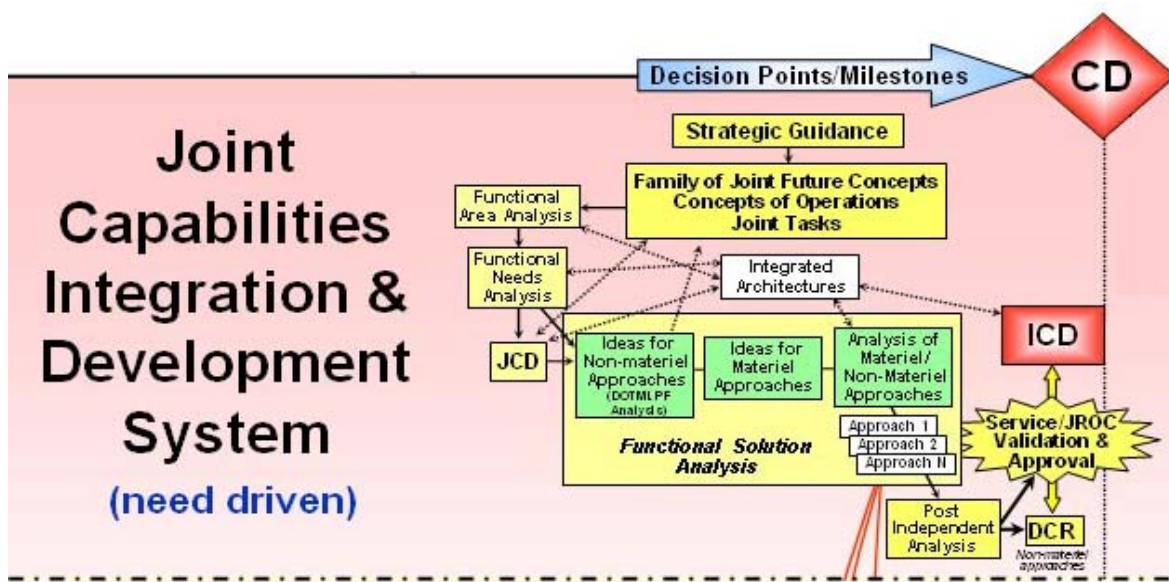 Decision Points/Milestones
CD
Joint
Capabilities
Integration &
Development
System
(need driven)
Strategic Guidance
Family of Joint Future Concepts
Concepts of Operations
Joint Tasks
Functional
Area Analysis
Functional
Needs
Analysis
Integrated
Architectures
JCD
Ideas for
Non-materiel
Approaches
(DOTMLPF
Analysis)
Ideas for
Materiel
Approaches
Analysis of
Materiel/
Non-Materiel
Approaches
Approach 1
Approach 2
Approach N
Functional Solution
Analysis
ICD
Service/JROC
Validation &
Approval
Post
Independent
Analysis
DCR
Non-materiel
approaches